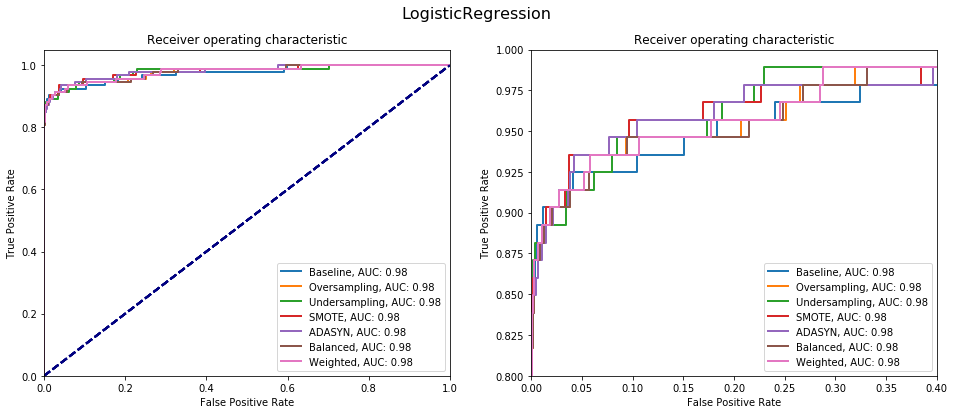 LogisticRegression
Receiver operating characteristic
1.0
0.8
0.6
0.4
0.2
0.0
True Positive Rate
Baseline, AUC: 0.98
Oversampling, AUC: 0.98
Undersampling, AUC: 0.98
SMOTE, AUC: 0.98
ADASYN, AUC: 0.98
Balanced, AUC: 0.98
Weighted, AUC: 0.98
0.0 0.2 0.4 0.6 0.8 1.0
False Positive Rate
Receiver operating characteristic
1.000
0.975
0.950
0.925
0.900
0.875
0.850
0.825
0.800
True Positive Rate
Baseline, AUC: 0.98
Oversampling, AUC: 0.98
Undersampling, AUC: 0.98
SMOTE, AUC: 0.98
ADASYN, AUC: 0.98
Balanced, AUC: 0.98
Weighted, AUC: 0.98
0.00 0.05 0.10 0.15 0.20 0.25 0.30 0.35 0.40
False Positive Rate